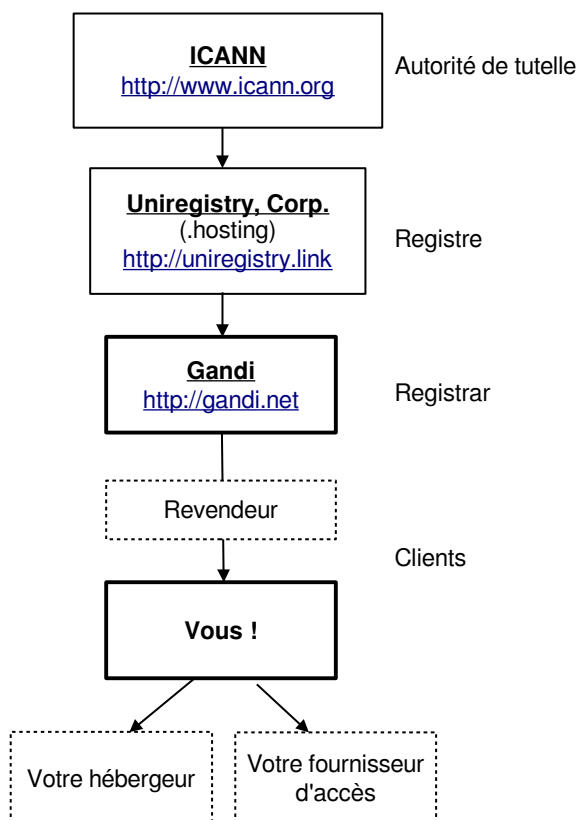 ICANN
http://www.icann.org
Autorité de tutelle
Uniregistry, Corp.
(.hosting)
http://uniregistry.link
Registre
Gandi
http://gandi.net
Registrar
Revendeur
Clients
Vous !
Votre hébergeur
Votre fournisseur
d'accès